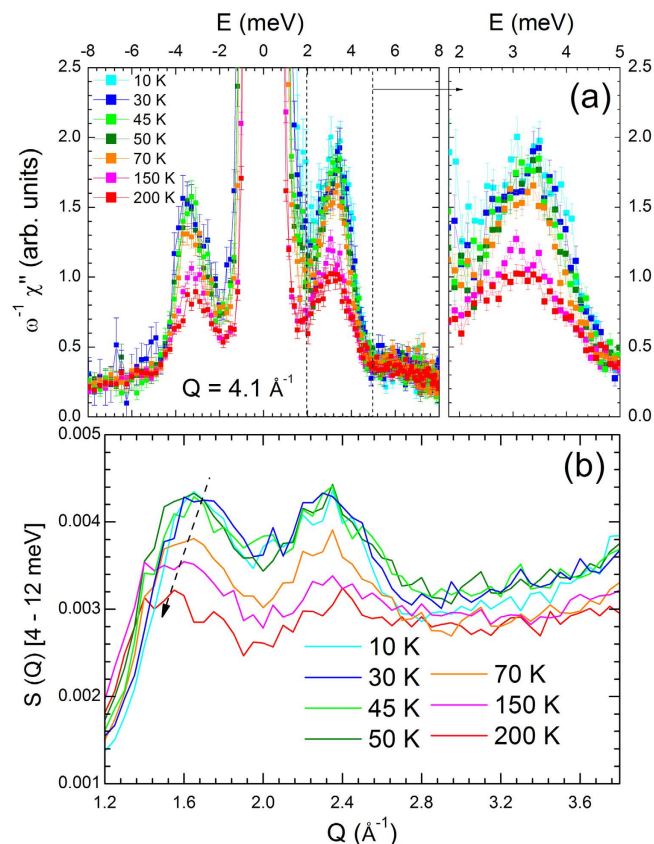 E (meV)
E (meV)
-8 -6 -4 -2 0 2 4 6 8
2 3 4 5
2.5
2.0
1.5
1.0
0.5
0.0
ω⁻¹ χ" (arb. units)
10 K
30 K
45 K
50 K
70 K
150 K
200 K
Q = 4.1 Å⁻¹
(a)
2.5
2.0
1.5
1.0
0.5
0.0
0.005
0.004
0.003
0.002
0.001
S (Q) [4 - 12 meV]
(b)
10 K
30 K
45 K
50 K
70 K
150 K
200 K
1.2 1.6 2.0 2.4 2.8 3.2 3.6
Q (Å⁻¹)